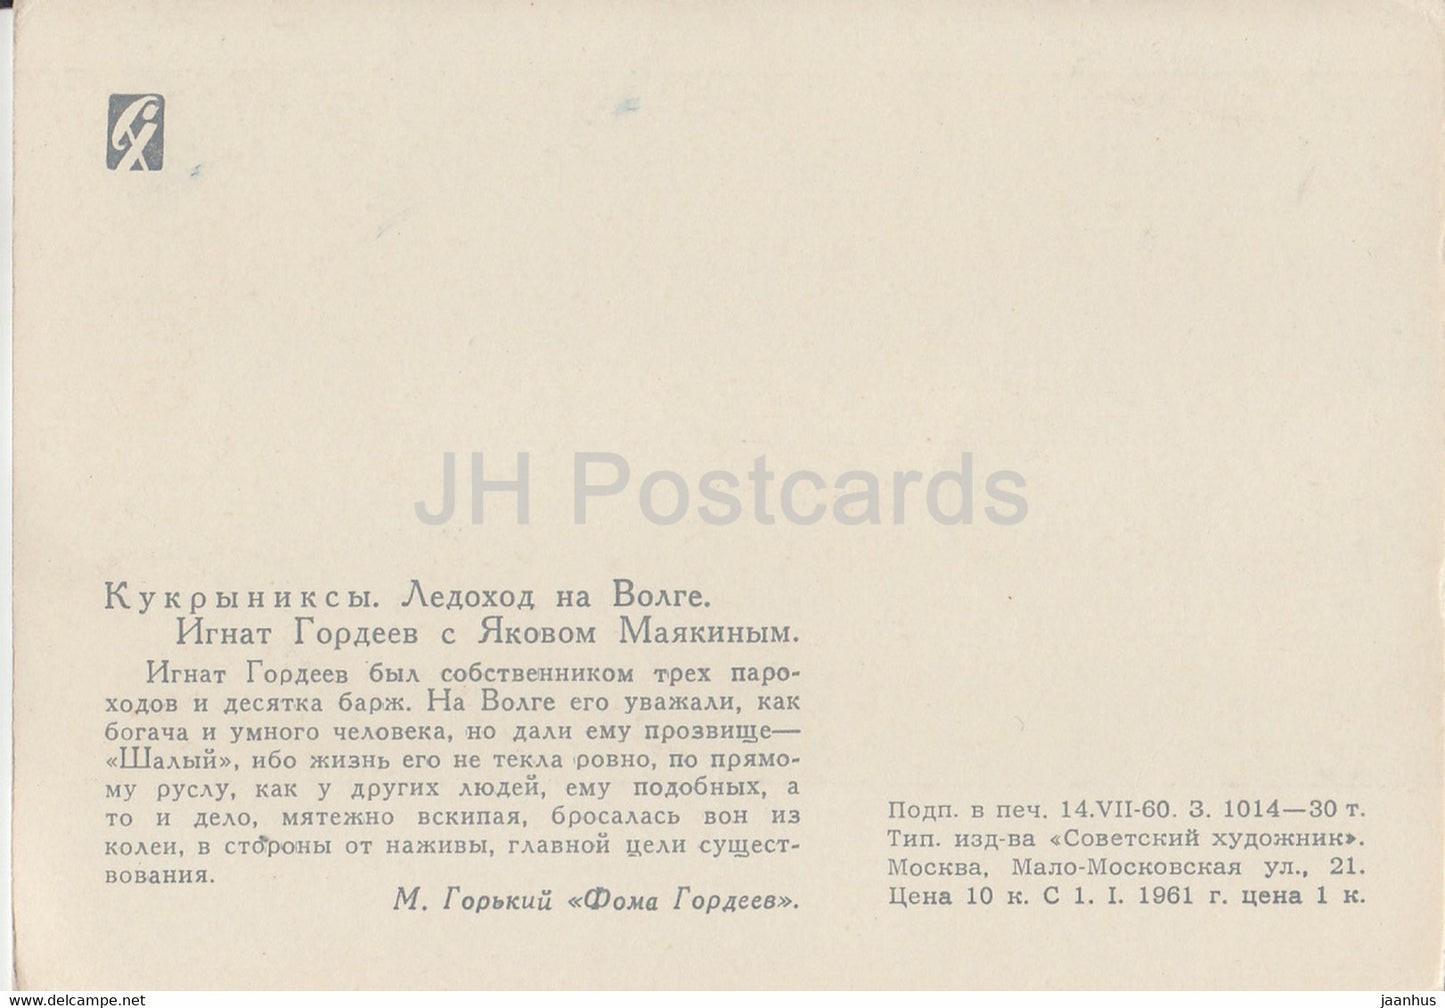 JH Postcards
Кукрыниксы. Ледоход на Волге.
Игнат Гордеев с Яковом Маякиным.
Игнат Гордеев был собственником трех паро-
ходов и десятка барж. На Волге его уважали, как
богача и умного человека, но дали ему прозвище—
«Шалый», ибо жизнь его не текла ровно, по прямо-
му руслу, как у других людей, ему подобных, а
то и дело, мятежно вскипая, бросалась вон из
колеи, в стороны от наживы, главной цели сущест-
вования.
М. Горький «Фома Гордеев».
Подп. в печ. 14.VII-60. З. 1014—30 т.
Тип. изд-ва «Советский художник».
Москва, Мало-Московская ул., 21.
Цена 10 к. С 1. I. 1961 г. цена 1 к.
www.delcampe.net
jaanhus